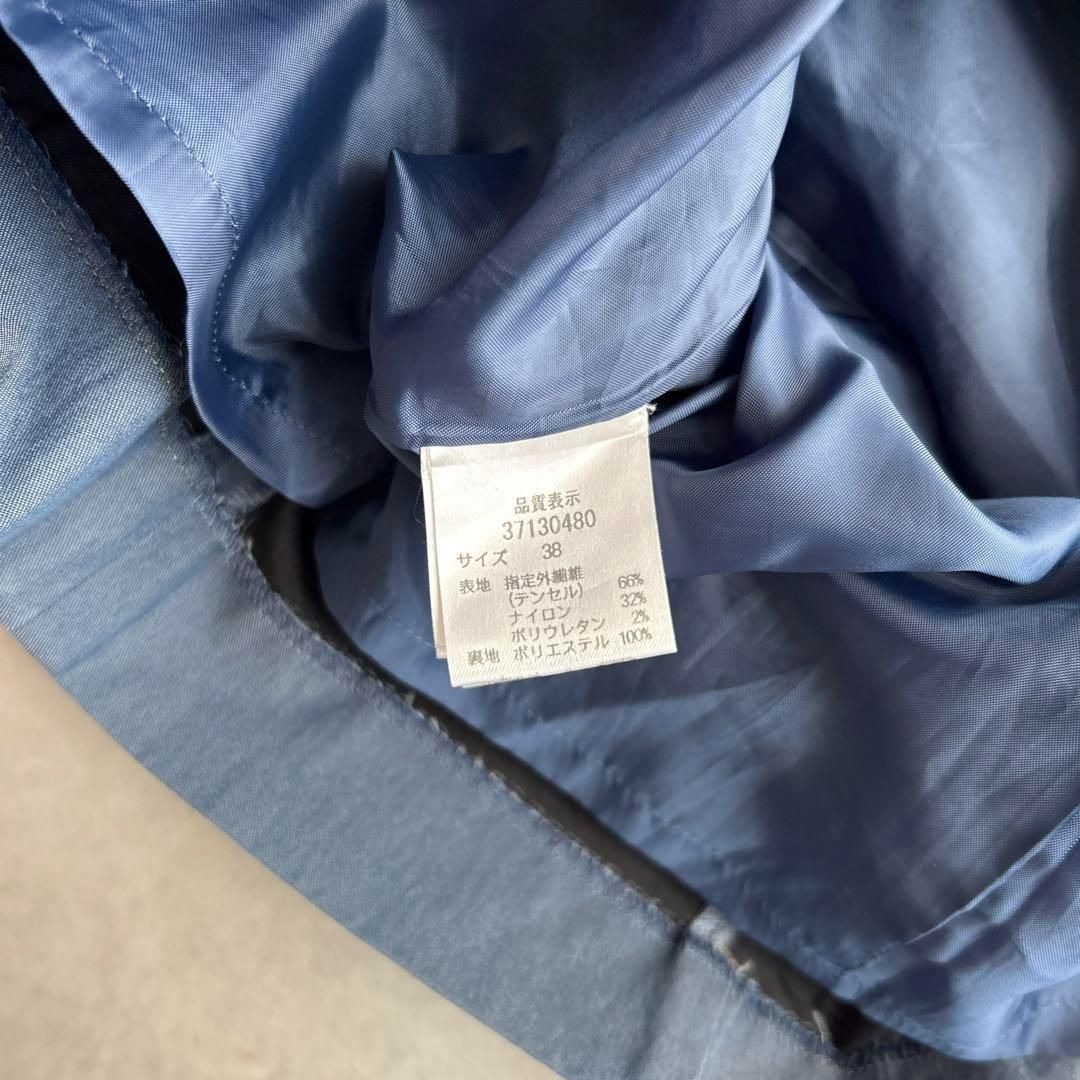 品質表示
37130480
サイズ 38
表地 指定外繊維
(テンセル) 66%
ナイロン 32%
ポリウレタン 2%
裏地 ポリエステル 100%